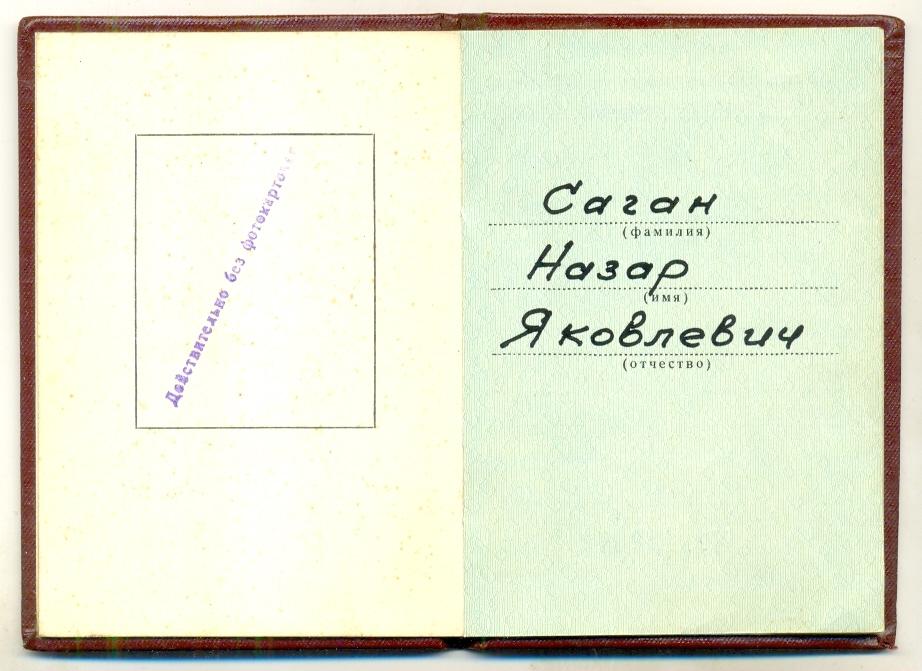 Действительно без фотокарточки
Саган
(фамилия)
Назар
(имя)
Яковлевич
(отчество)